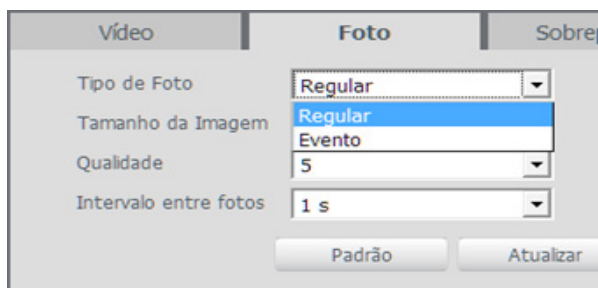 Vídeo Foto Sobrep
Tipo de Foto Regular
Tamanho da Imagem Regular
Evento
Qualidade 5
Intervalo entre fotos 1 s
Padrão Atualizar